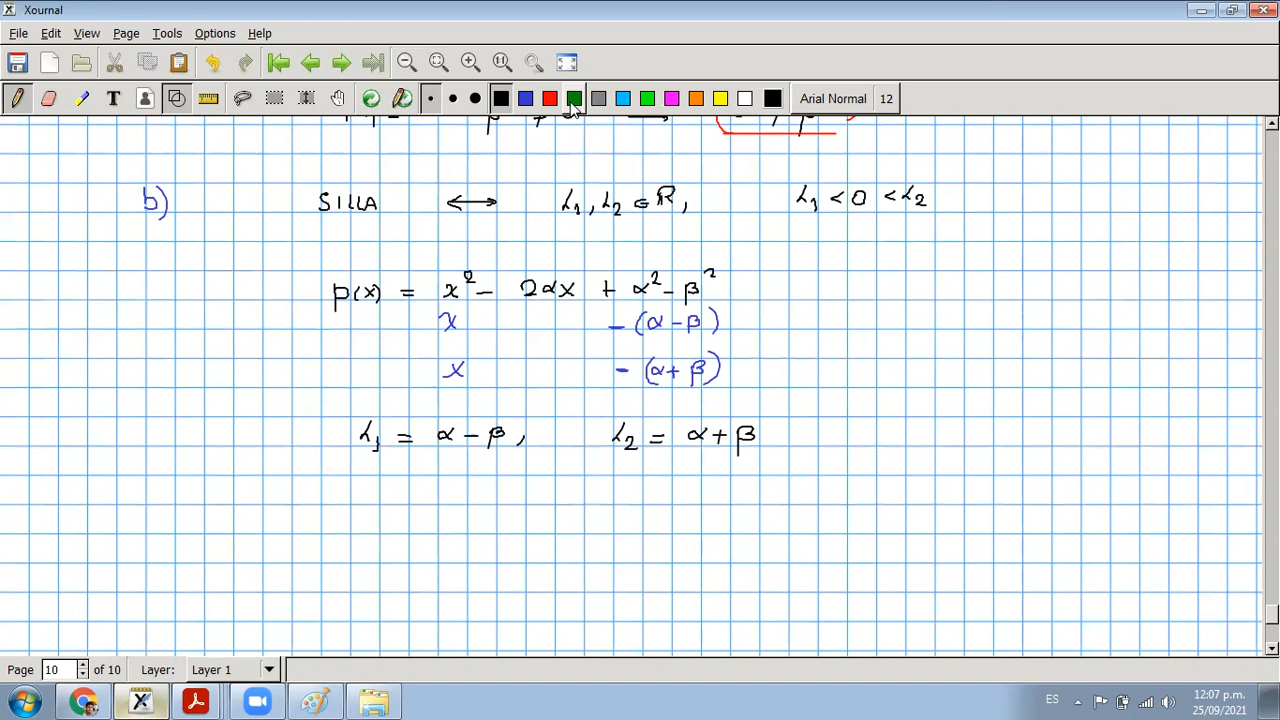 Xournal
File Edit View Page Tools Options Help
Arial Normal 12
b) SILLA ⟷ λ₁, λ₂ ∈ ℝ, λ₁ < 0 < λ₂
p(x) = x² - 2αx + α² - β²
x - (α - β)
x - (α + β)
λ₁ = α - β, λ₂ = α + β
Page 10 of 10 Layer: Layer 1
ES 12:07 p.m.
25/09/2021